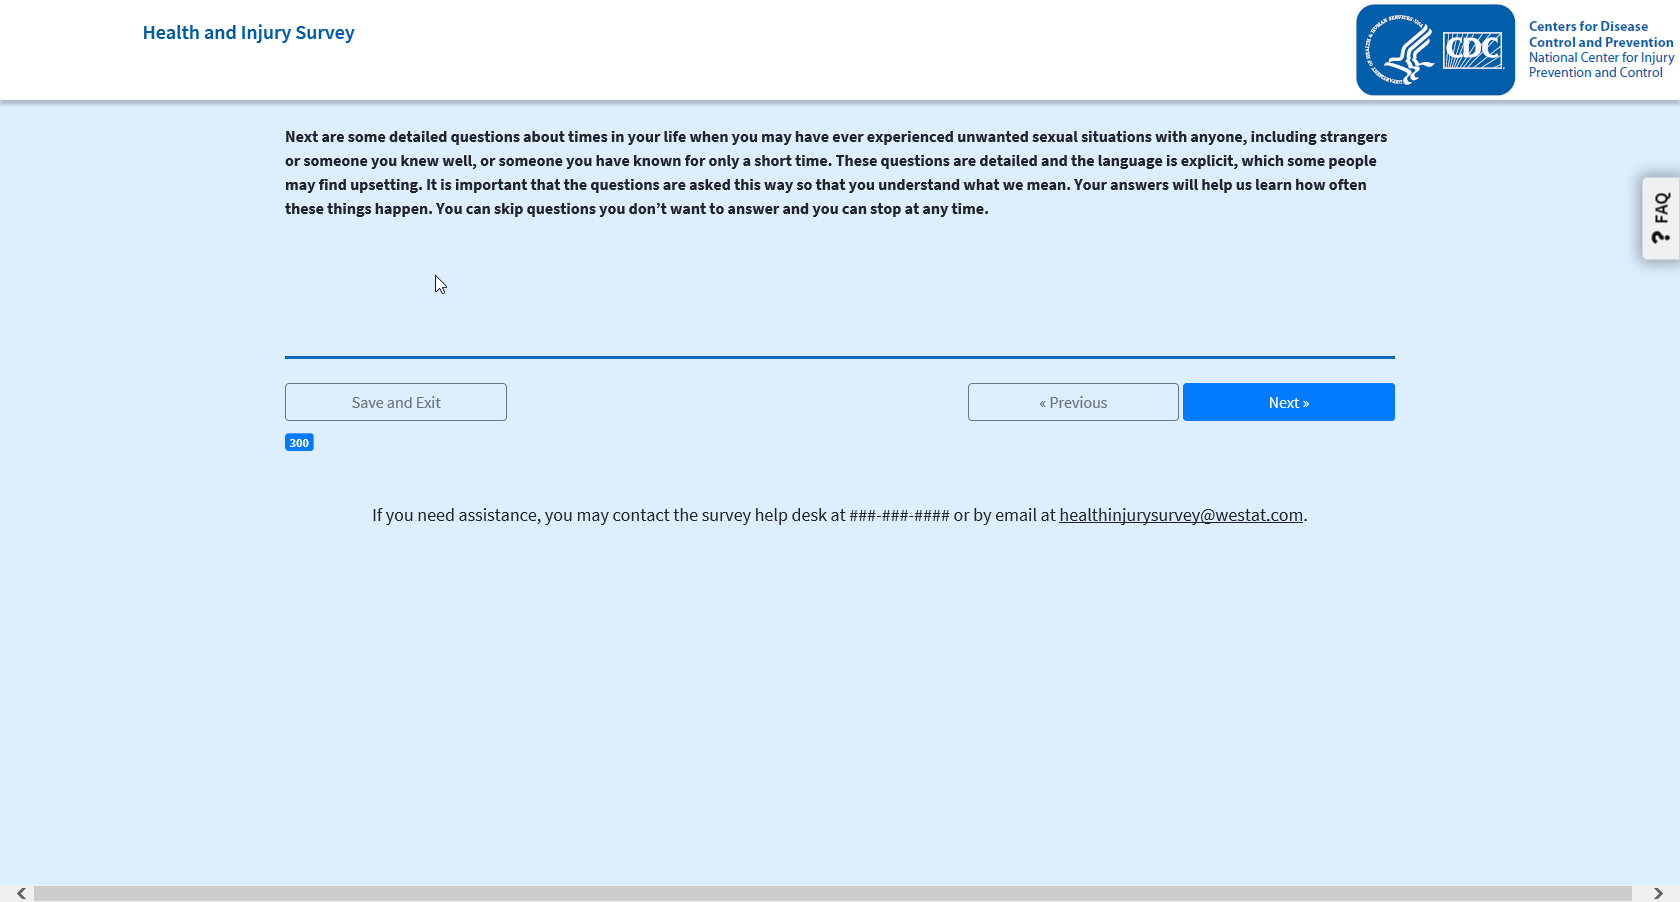 Health and Injury Survey
CDC
Centers for Disease
Control and Prevention
National Center for Injury
Prevention and Control
Next are some detailed questions about times in your life when you may have ever experienced unwanted sexual situations with anyone, including strangers
or someone you knew well, or someone you have known for only a short time. These questions are detailed and the language is explicit, which some people
may find upsetting. It is important that the questions are asked this way so that you understand what we mean. Your answers will help us learn how often
these things happen. You can skip questions you don’t want to answer and you can stop at any time.
? FAQ
Save and Exit
« Previous
Next »
300
If you need assistance, you may contact the survey help desk at ###-###-#### or by email at healthinjurysurvey@westat.com.